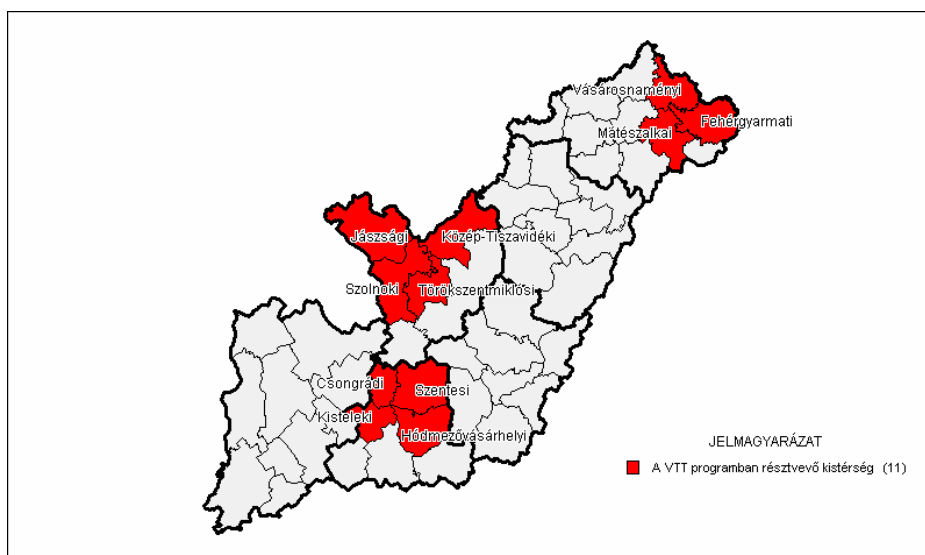 Vásárosnaményi
Fehérgyarmati
Mátészalkai
Jászsági
Közép-Tiszavidéki
Szolnoki
Törökszentmiklósi
Csongrádi
Szentesi
Kisteleki
Hódmezővásárhelyi
JELMAGYARÁZAT
A VTT programban résztvevő kistérség (11)